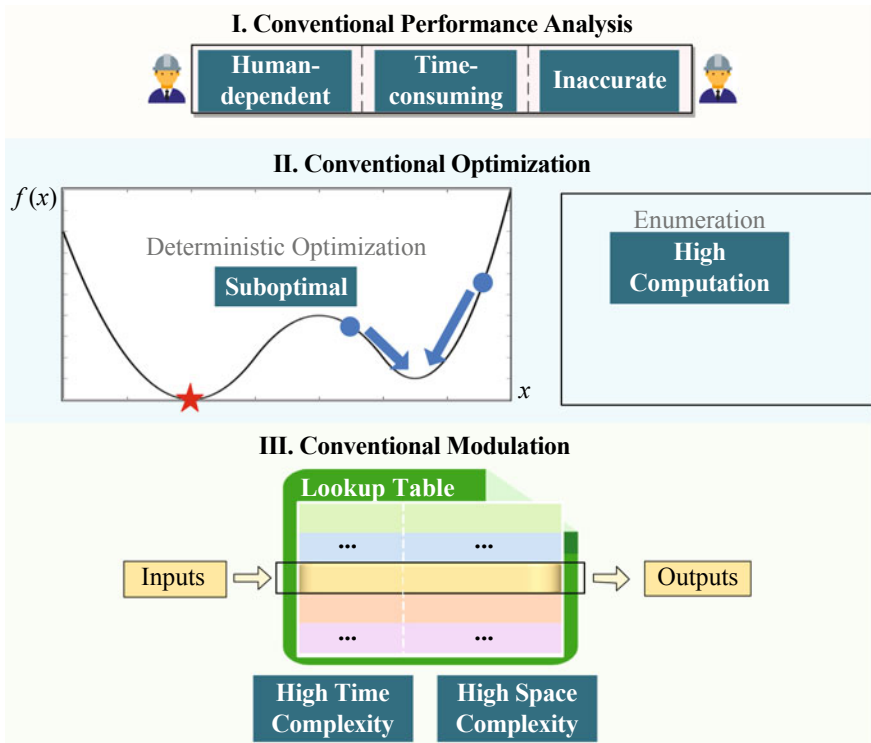 I. Conventional Performance Analysis
Human-
dependent
Time-
consuming
Inaccurate
II. Conventional Optimization
f(x)
Deterministic Optimization
Suboptimal
x
Enumeration
High
Computation
III. Conventional Modulation
Lookup Table
... ...
Inputs
Outputs
... ...
High Time
Complexity
High Space
Complexity